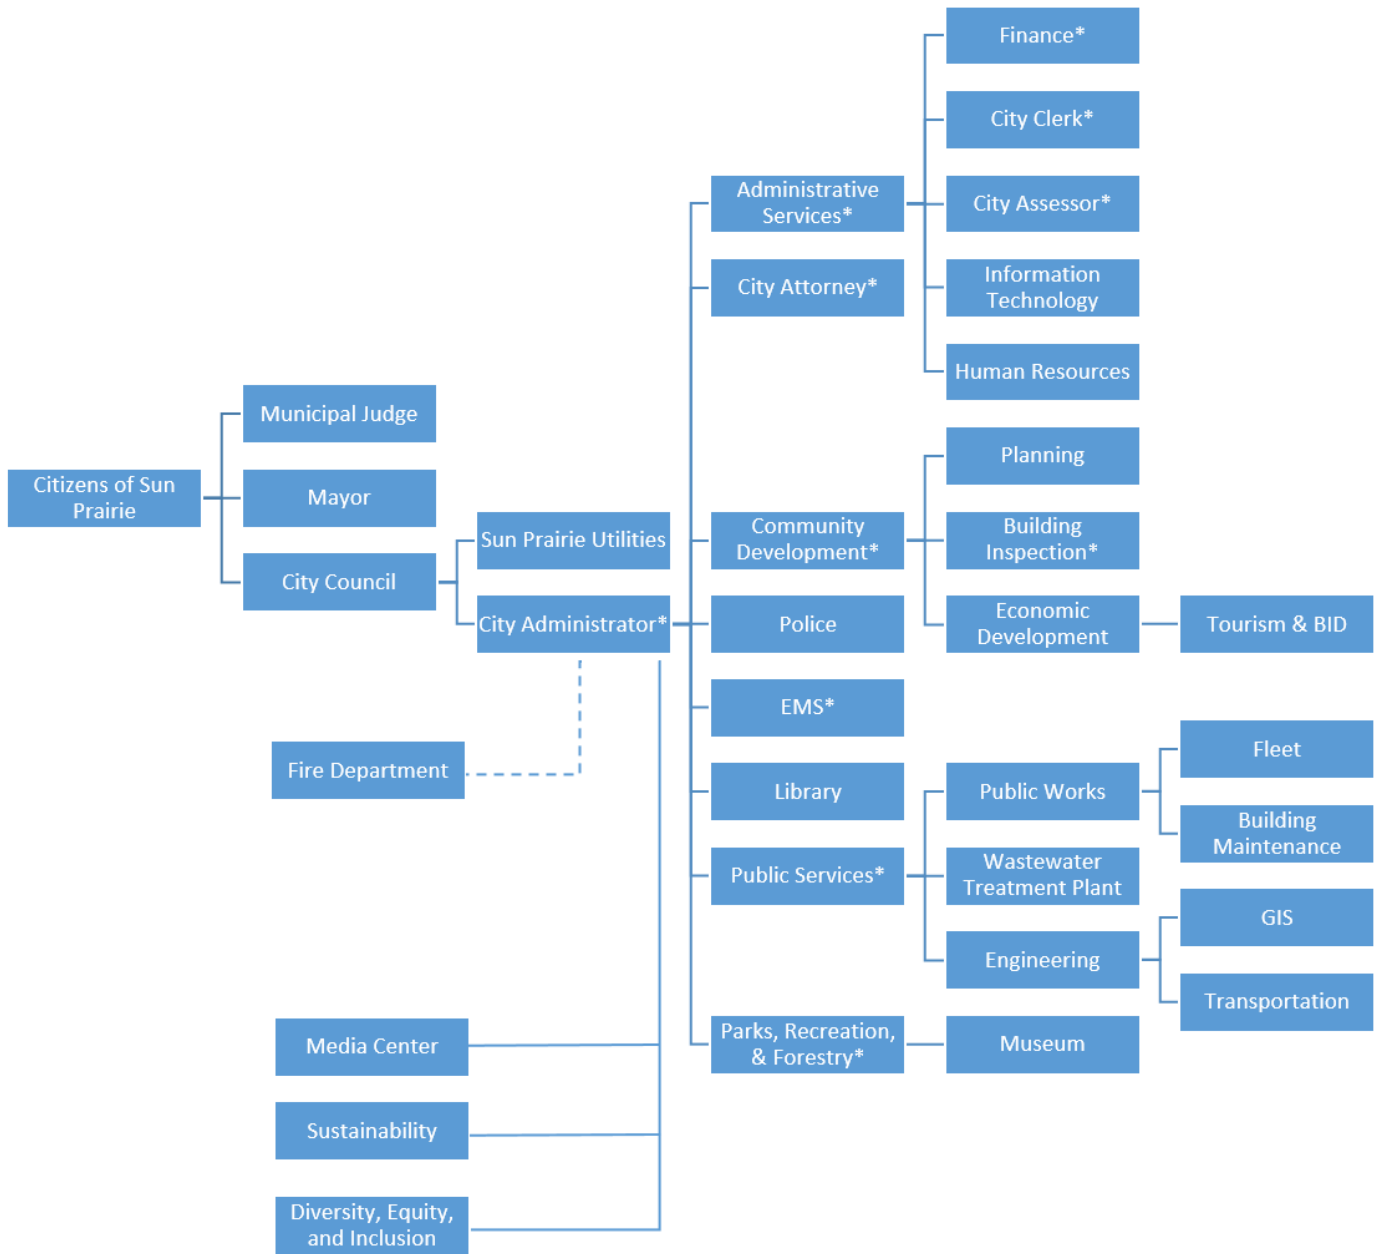 Citizens of Sun
Prairie
Municipal Judge
Mayor
City Council
Sun Prairie Utilities
City Administrator*
Fire Department
Media Center
Sustainability
Diversity, Equity,
and Inclusion
Administrative
Services*
City Attorney*
Community
Development*
Police
EMS*
Library
Public Services*
Parks, Recreation,
& Forestry*
Finance*
City Clerk*
City Assessor*
Information
Technology
Human Resources
Planning
Building
Inspection*
Economic
Development
Public Works
Wastewater
Treatment Plant
Engineering
Museum
Tourism & BID
Fleet
Building
Maintenance
GIS
Transportation